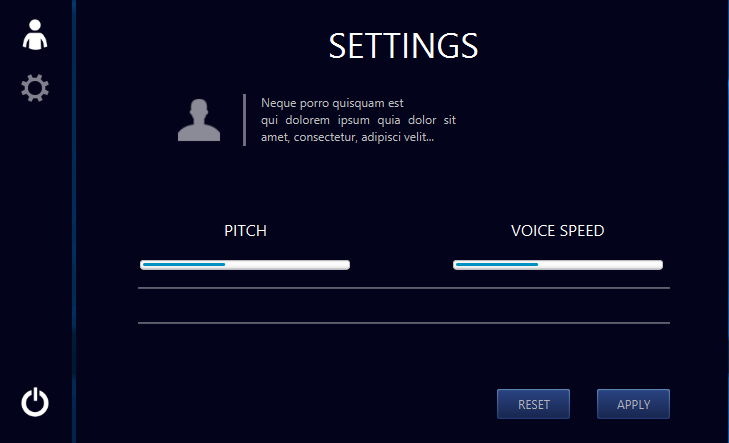 SETTINGS
Neque porro quisquam est
qui dolorem ipsum quia dolor sit
amet, consectetur, adipisci velit...
PITCH
VOICE SPEED
RESET
APPLY